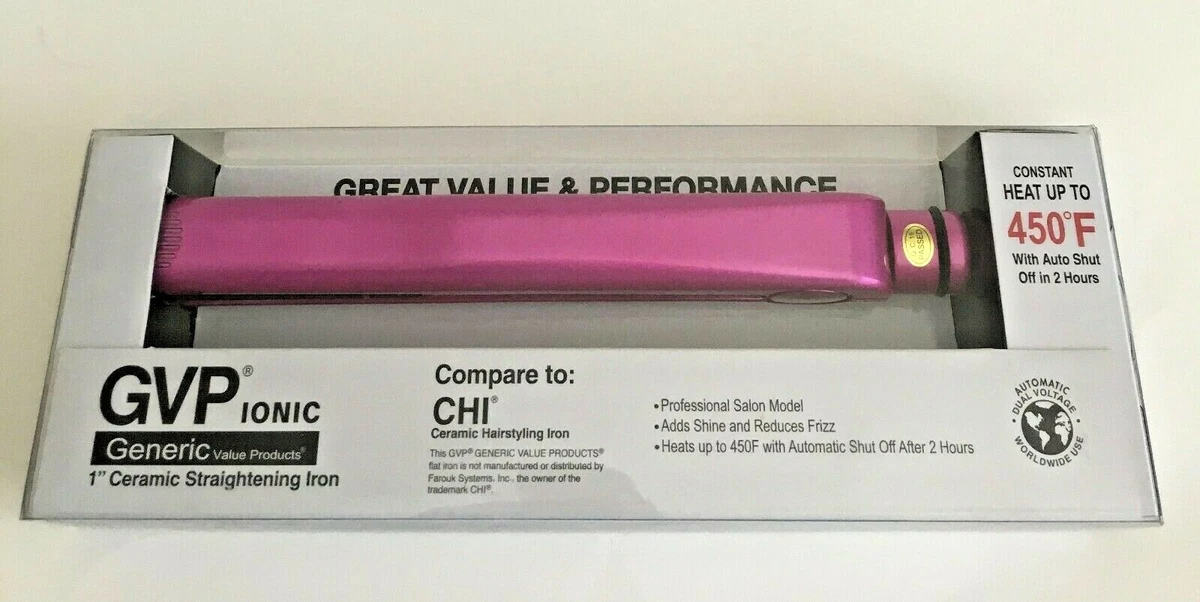 GREAT VALUE & PERFORMANCE
CONSTANT
HEAT UP TO
450°F
With Auto Shut
Off in 2 Hours
PASSED
GVP® IONIC
Generic Value Products®
1” Ceramic Straightening Iron
Compare to:
CHI®
Ceramic Hairstyling Iron
This GVP® GENERIC VALUE PRODUCTS®
flat iron is not manufactured or distributed by
Farouk Systems, Inc., the owner of the
trademark CHI®.
•Professional Salon Model
•Adds Shine and Reduces Frizz
•Heats up to 450F with Automatic Shut Off After 2 Hours
AUTOMATIC
• DUAL VOLTAGE •
WORLDWIDE USE